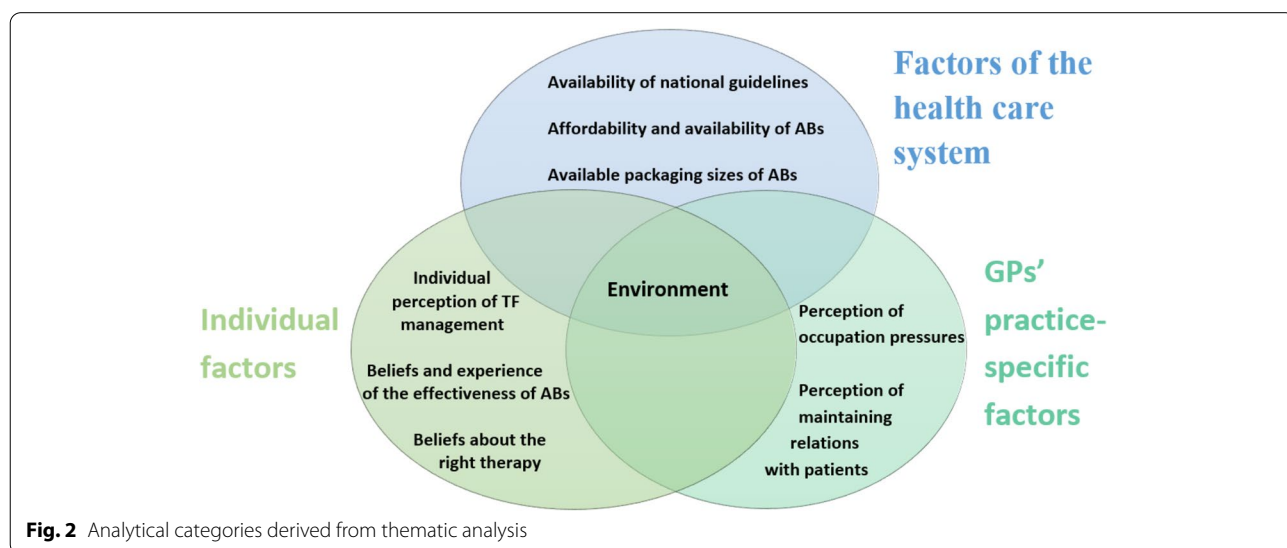 Availability of national guidelines
Affordability and availability of ABs
Available packaging sizes of ABs
Factors of the
health care
system
Individual
factors
Individual
perception of TF
management
Beliefs and experience
of the effectiveness of ABs
Beliefs about the
right therapy
Environment
Perception of
occupation pressures
Perception of
maintaining
relations
with patients
GPs’
practice-
specific
factors
Fig. 2 Analytical categories derived from thematic analysis